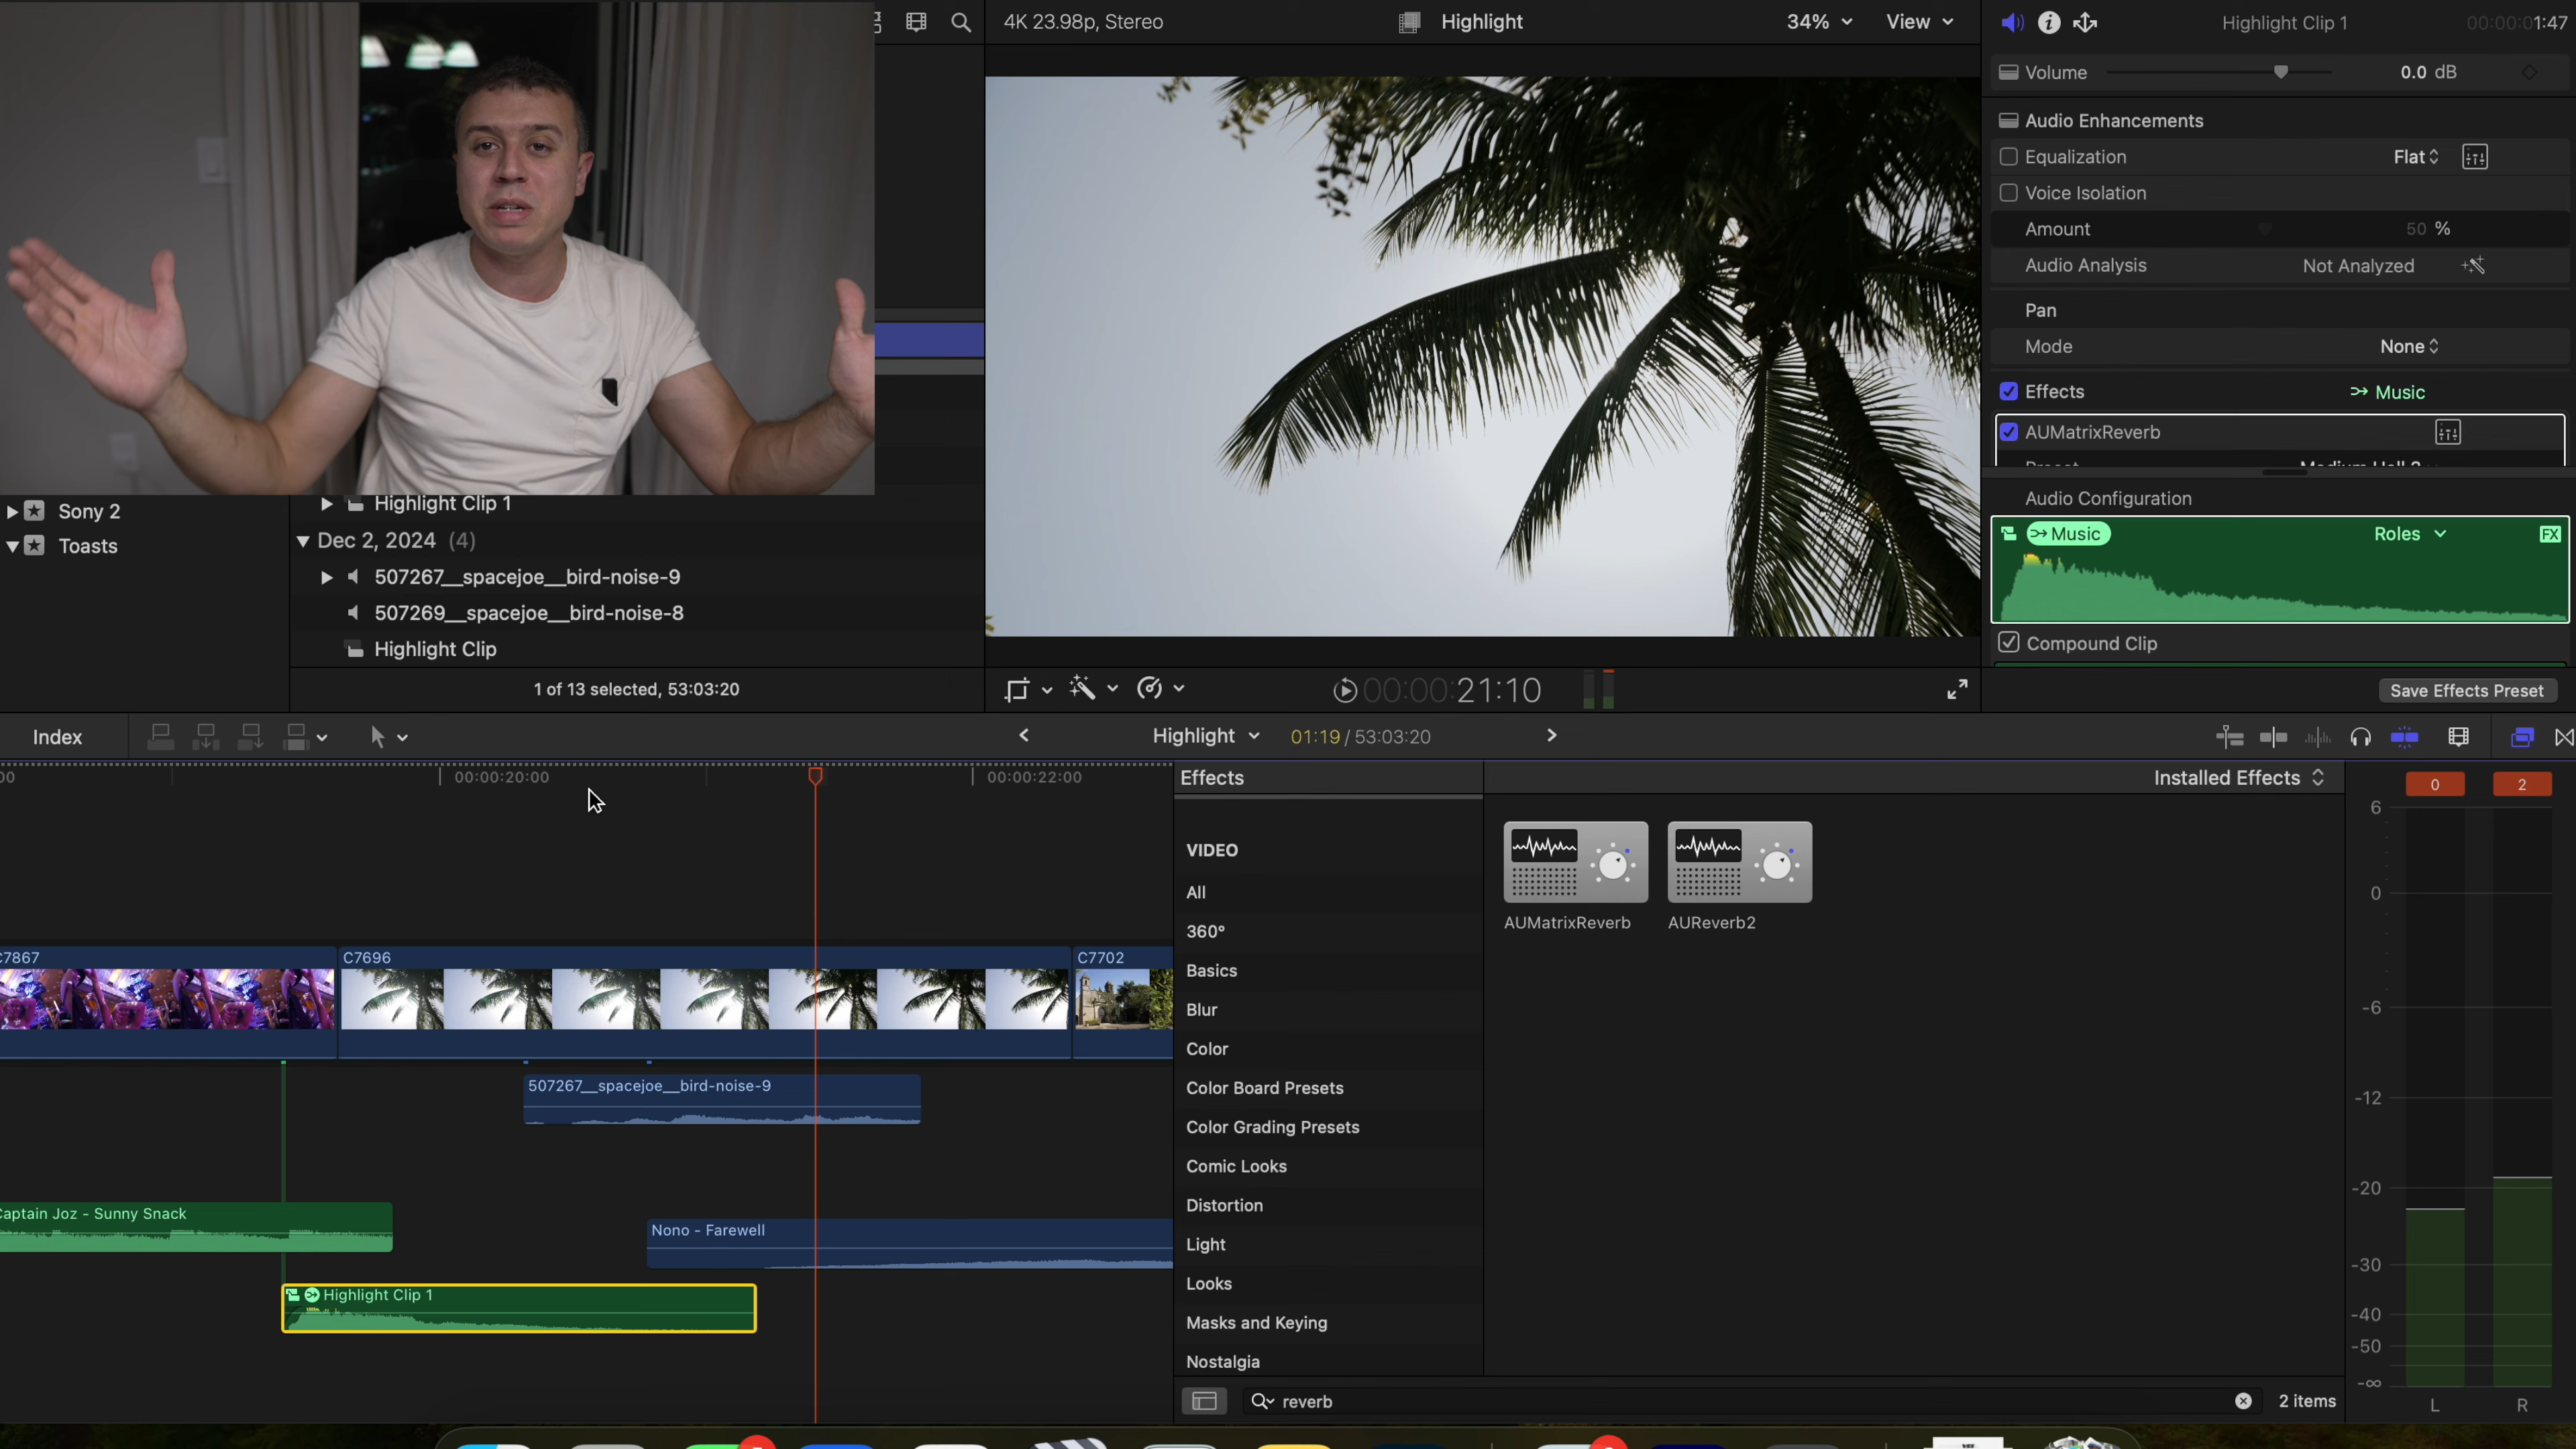 4K 23.98p, Stereo
Highlight
34%
View
Highlight Clip 1
00:00:01:47
Volume
0.0 dB
Audio Enhancements
Equalization
Flat
Voice Isolation
Amount
50 %
Audio Analysis
Not Analyzed
Pan
Mode
None
Effects
Music
AUMatrixReverb
Audio Configuration
Music
Roles
FX
Compound Clip
Save Effects Preset
Sony 2
Toasts
Highlight Clip 1
Dec 2, 2024 (4)
507267__spacejoe__bird-noise-9
507269__spacejoe__bird-noise-8
Highlight Clip
1 of 13 selected, 53:03:20
00:00:00:21:10
Index
Highlight
01:19 / 53:03:20
00
00:00:20:00
00:00:22:00
C7867
C7696
C7702
507267__spacejoe__bird-noise-9
Captain Joz - Sunny Snack
Nono - Farewell
Highlight Clip 1
Effects
Installed Effects
VIDEO
All
360°
Basics
Blur
Color
Color Board Presets
Color Grading Presets
Comic Looks
Distortion
Light
Looks
Masks and Keying
Nostalgia
AUMatrixReverb
AUReverb2
reverb
2 items
0
2
6
0
-6
-12
-20
-30
-40
-50
-∞
L
R